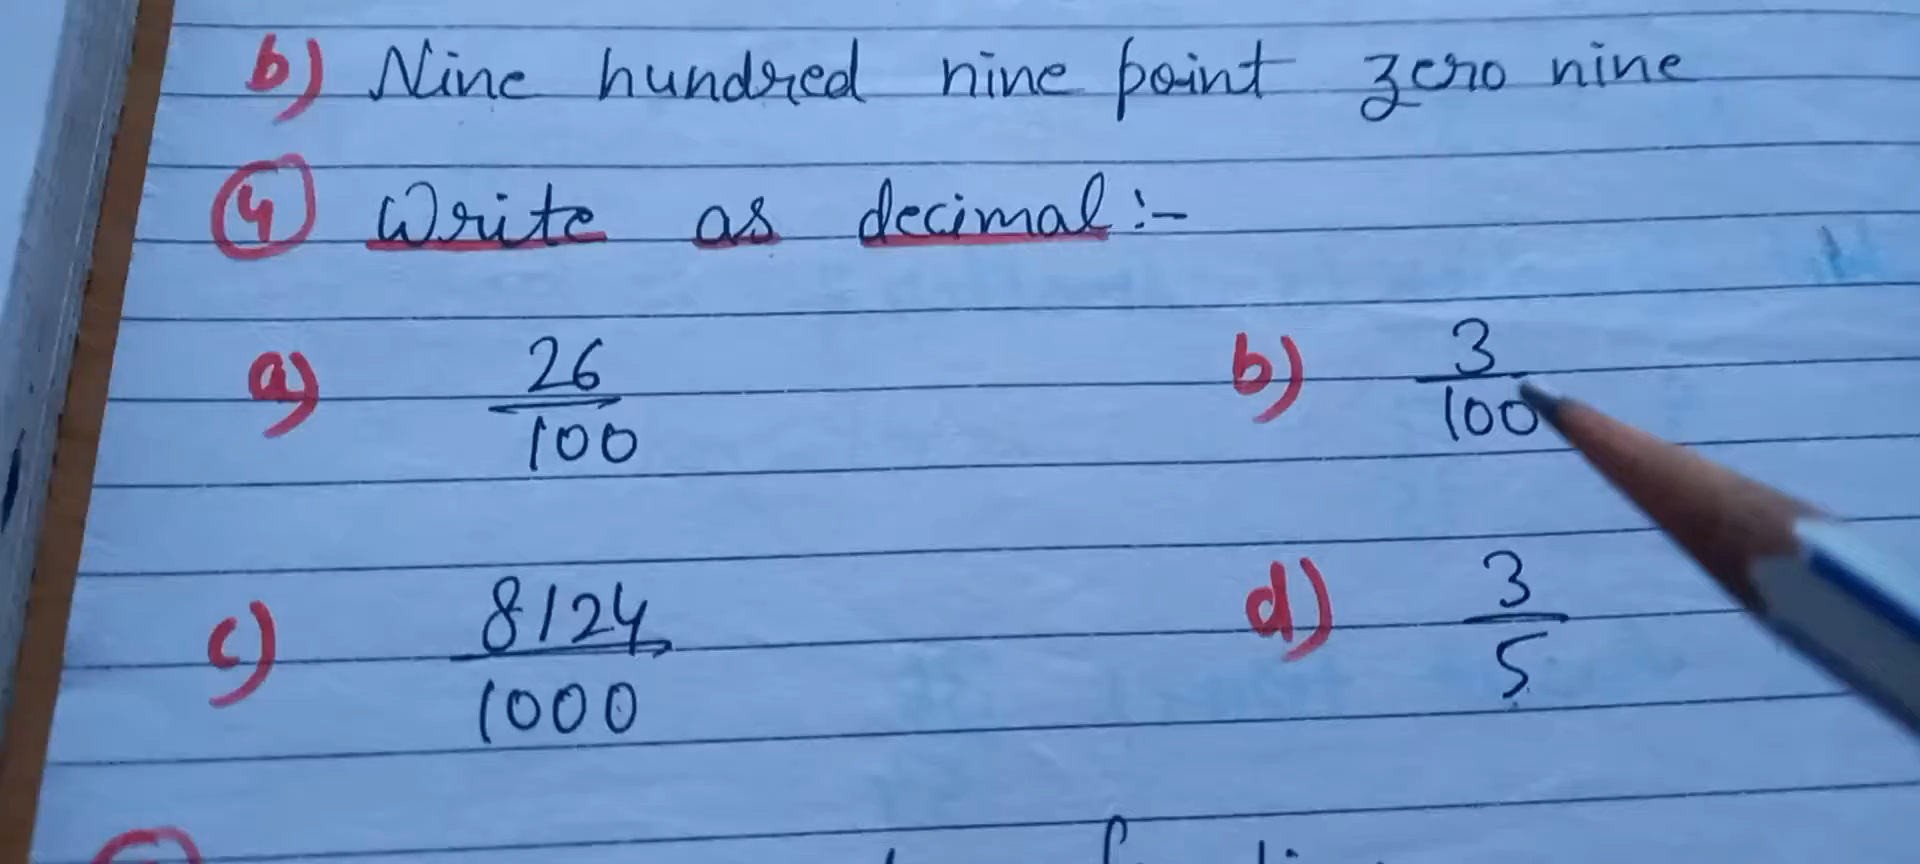 b) Nine hundred nine point zero nine
4 Write as decimal :-
a) 26/100 b) 3/100
c) 8124/1000 d) 3/5